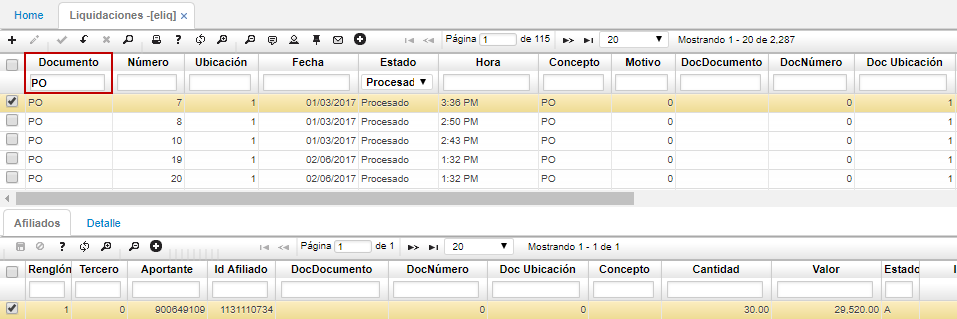 Home Liquidaciones -[eliq] ×
Página 1 de 115 20 Mostrando 1 - 20 de 2,287
Documento Número Ubicación Fecha Estado Hora Concepto Motivo DocDocumento DocNúmero Doc Ubicación
PO Procesad
PO 7 1 01/03/2017 Procesado 3:36 PM PO 0 0 1
PO 8 1 01/03/2017 Procesado 2:50 PM PO 0 0 1
PO 10 1 01/03/2017 Procesado 2:43 PM PO 0 0 1
PO 19 1 02/06/2017 Procesado 1:32 PM PO 0 0 1
PO 20 1 02/06/2017 Procesado 1:32 PM PO 0 0 1
Afiliados Detalle
Página 1 de 1 20 Mostrando 1 - 1 de 1
Renglón Tercero Aportante Id Afiliado DocDocumento DocNúmero Doc Ubicación Concepto Cantidad Valor Estado
1 0 900649109 1131110734 0 0 30.00 29,520.00 A